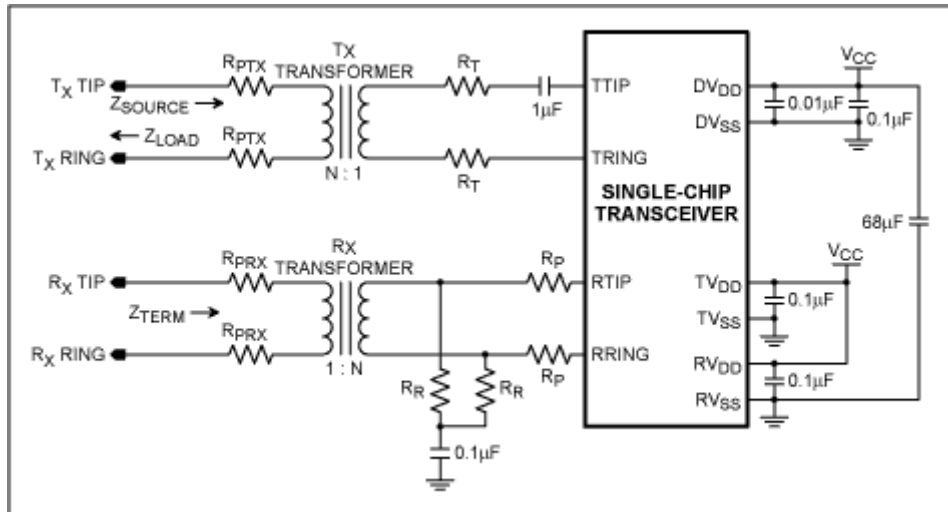 TX
TRANSFORMER
RPTX
RT
TX TIP
ZSOURCE
1µF
TTIP
ZLOAD
TX RING
RPTX
N : 1
RT
TRING
SINGLE-CHIP
TRANSCEIVER
DVDD
DVSS
VCC
0.01µF
0.1µF
68µF
RX
TRANSFORMER
RPRX
RP
RX TIP
RTIP
ZTERM
RPRX
RX RING
1 : N
RP
RRING
RR
RR
0.1µF
VCC
TVDD
0.1µF
TVSS
RVDD
0.1µF
RVSS